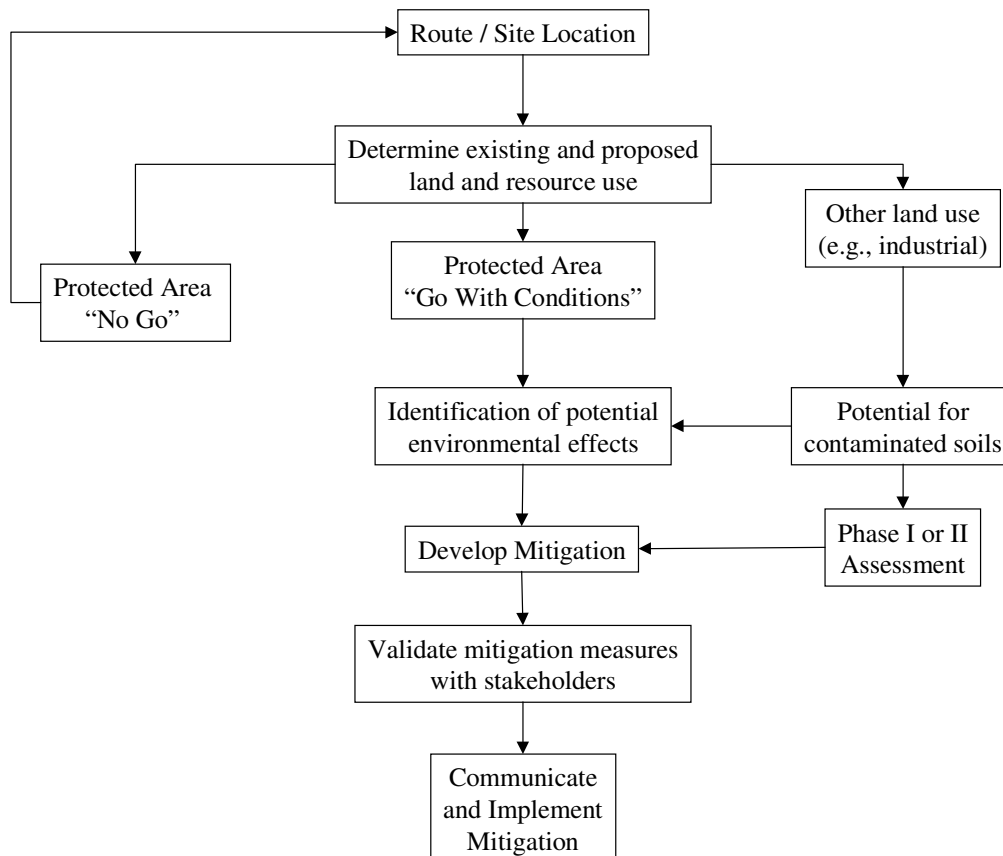 Route / Site Location
Determine existing and proposed
land and resource use
Other land use
(e.g., industrial)
Protected Area
“Go With Conditions”
Protected Area
“No Go”
Identification of potential
environmental effects
Potential for
contaminated soils
Phase I or II
Assessment
Develop Mitigation
Validate mitigation measures
with stakeholders
Communicate
and Implement
Mitigation